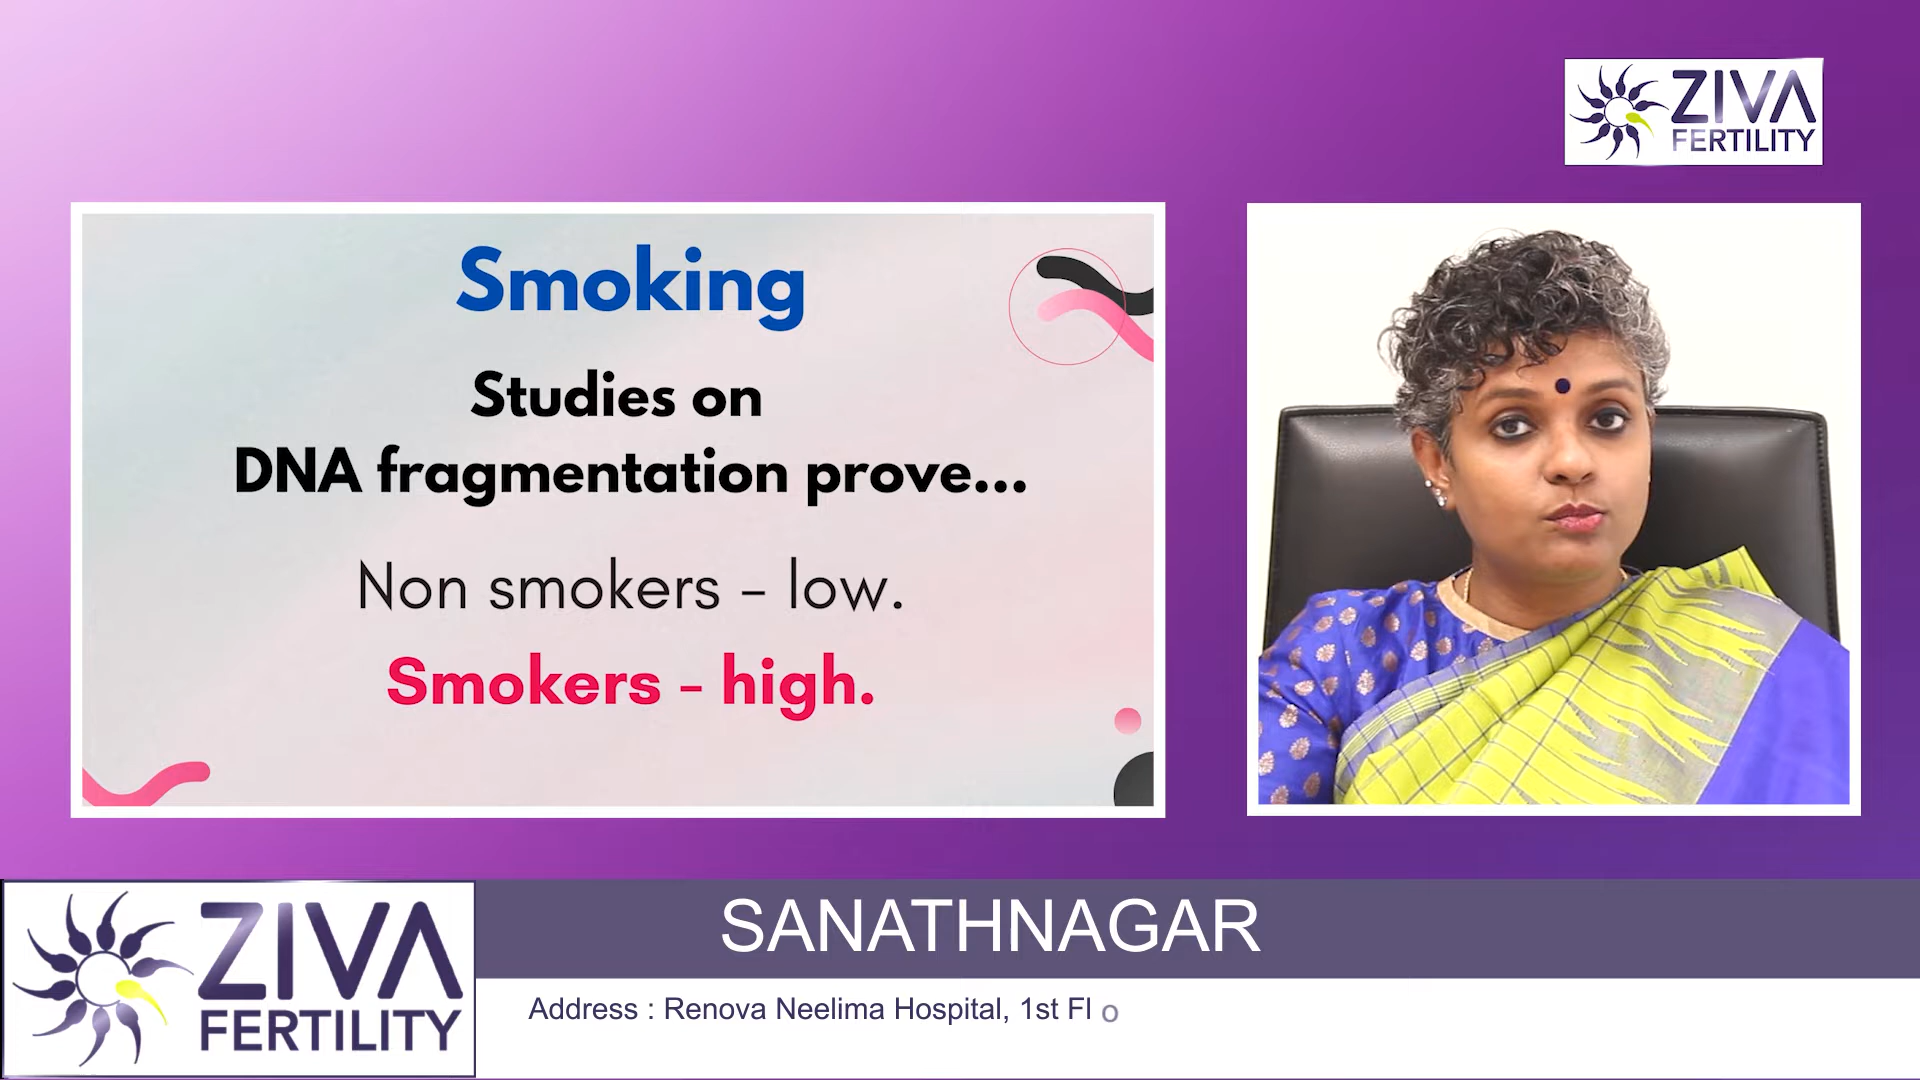 ZIVA
FERTILITY
Smoking
Studies on
DNA fragmentation prove...
Non smokers - low.
Smokers - high.
ZIVA
FERTILITY
SANATHNAGAR
Address : Renova Neelima Hospital, 1st Fl o